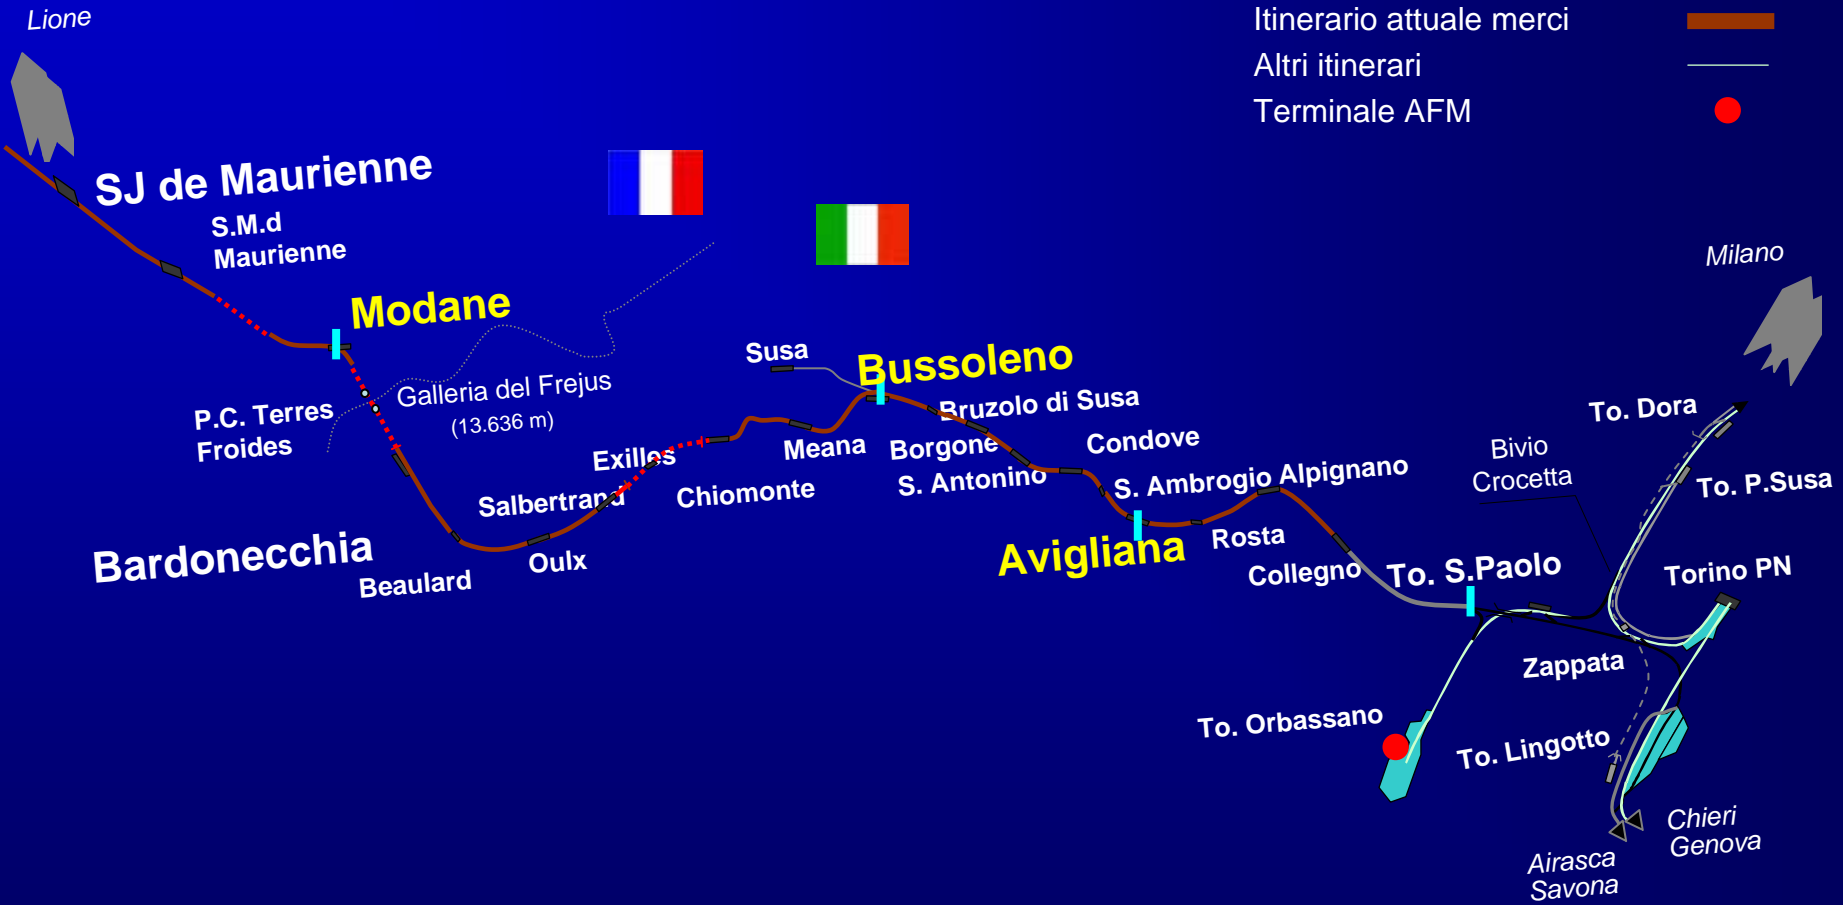 Lione
Itinerario attuale merci
Altri itinerari
Terminale AFM
SJ de Maurienne
S.M.d
Maurienne
Modane
Milano
Susa
Bussoleno
Galleria del Frejus
(13.636 m)
P.C. Terres
Froides
Bruzolo di Susa
To. Dora
Exilles
Meana
Borgone
Condove
Bivio
Crocetta
Salbertrand
Chiomonte
S. Antonino
S. Ambrogio
Alpignano
To. P.Susa
Bardonecchia
Beaulard
Oulx
Avigliana
Rosta
Collegno
To. S.Paolo
Torino PN
Zappata
To. Orbassano
To. Lingotto
Chieri
Genova
Airasca
Savona